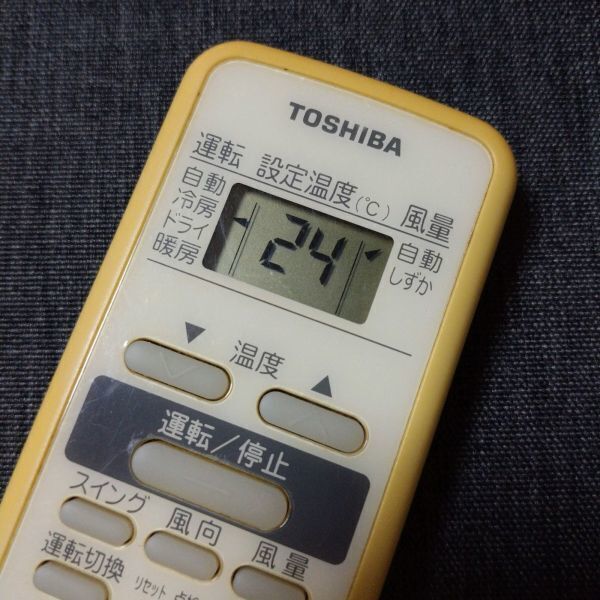 TOSHIBA
運転 設定温度(℃) 風量
自動
冷房
ドライ
暖房
24
自動
しずか
▼ 温度 ▲
運転/停止
スイング 風向 風量
運転切換 リセット